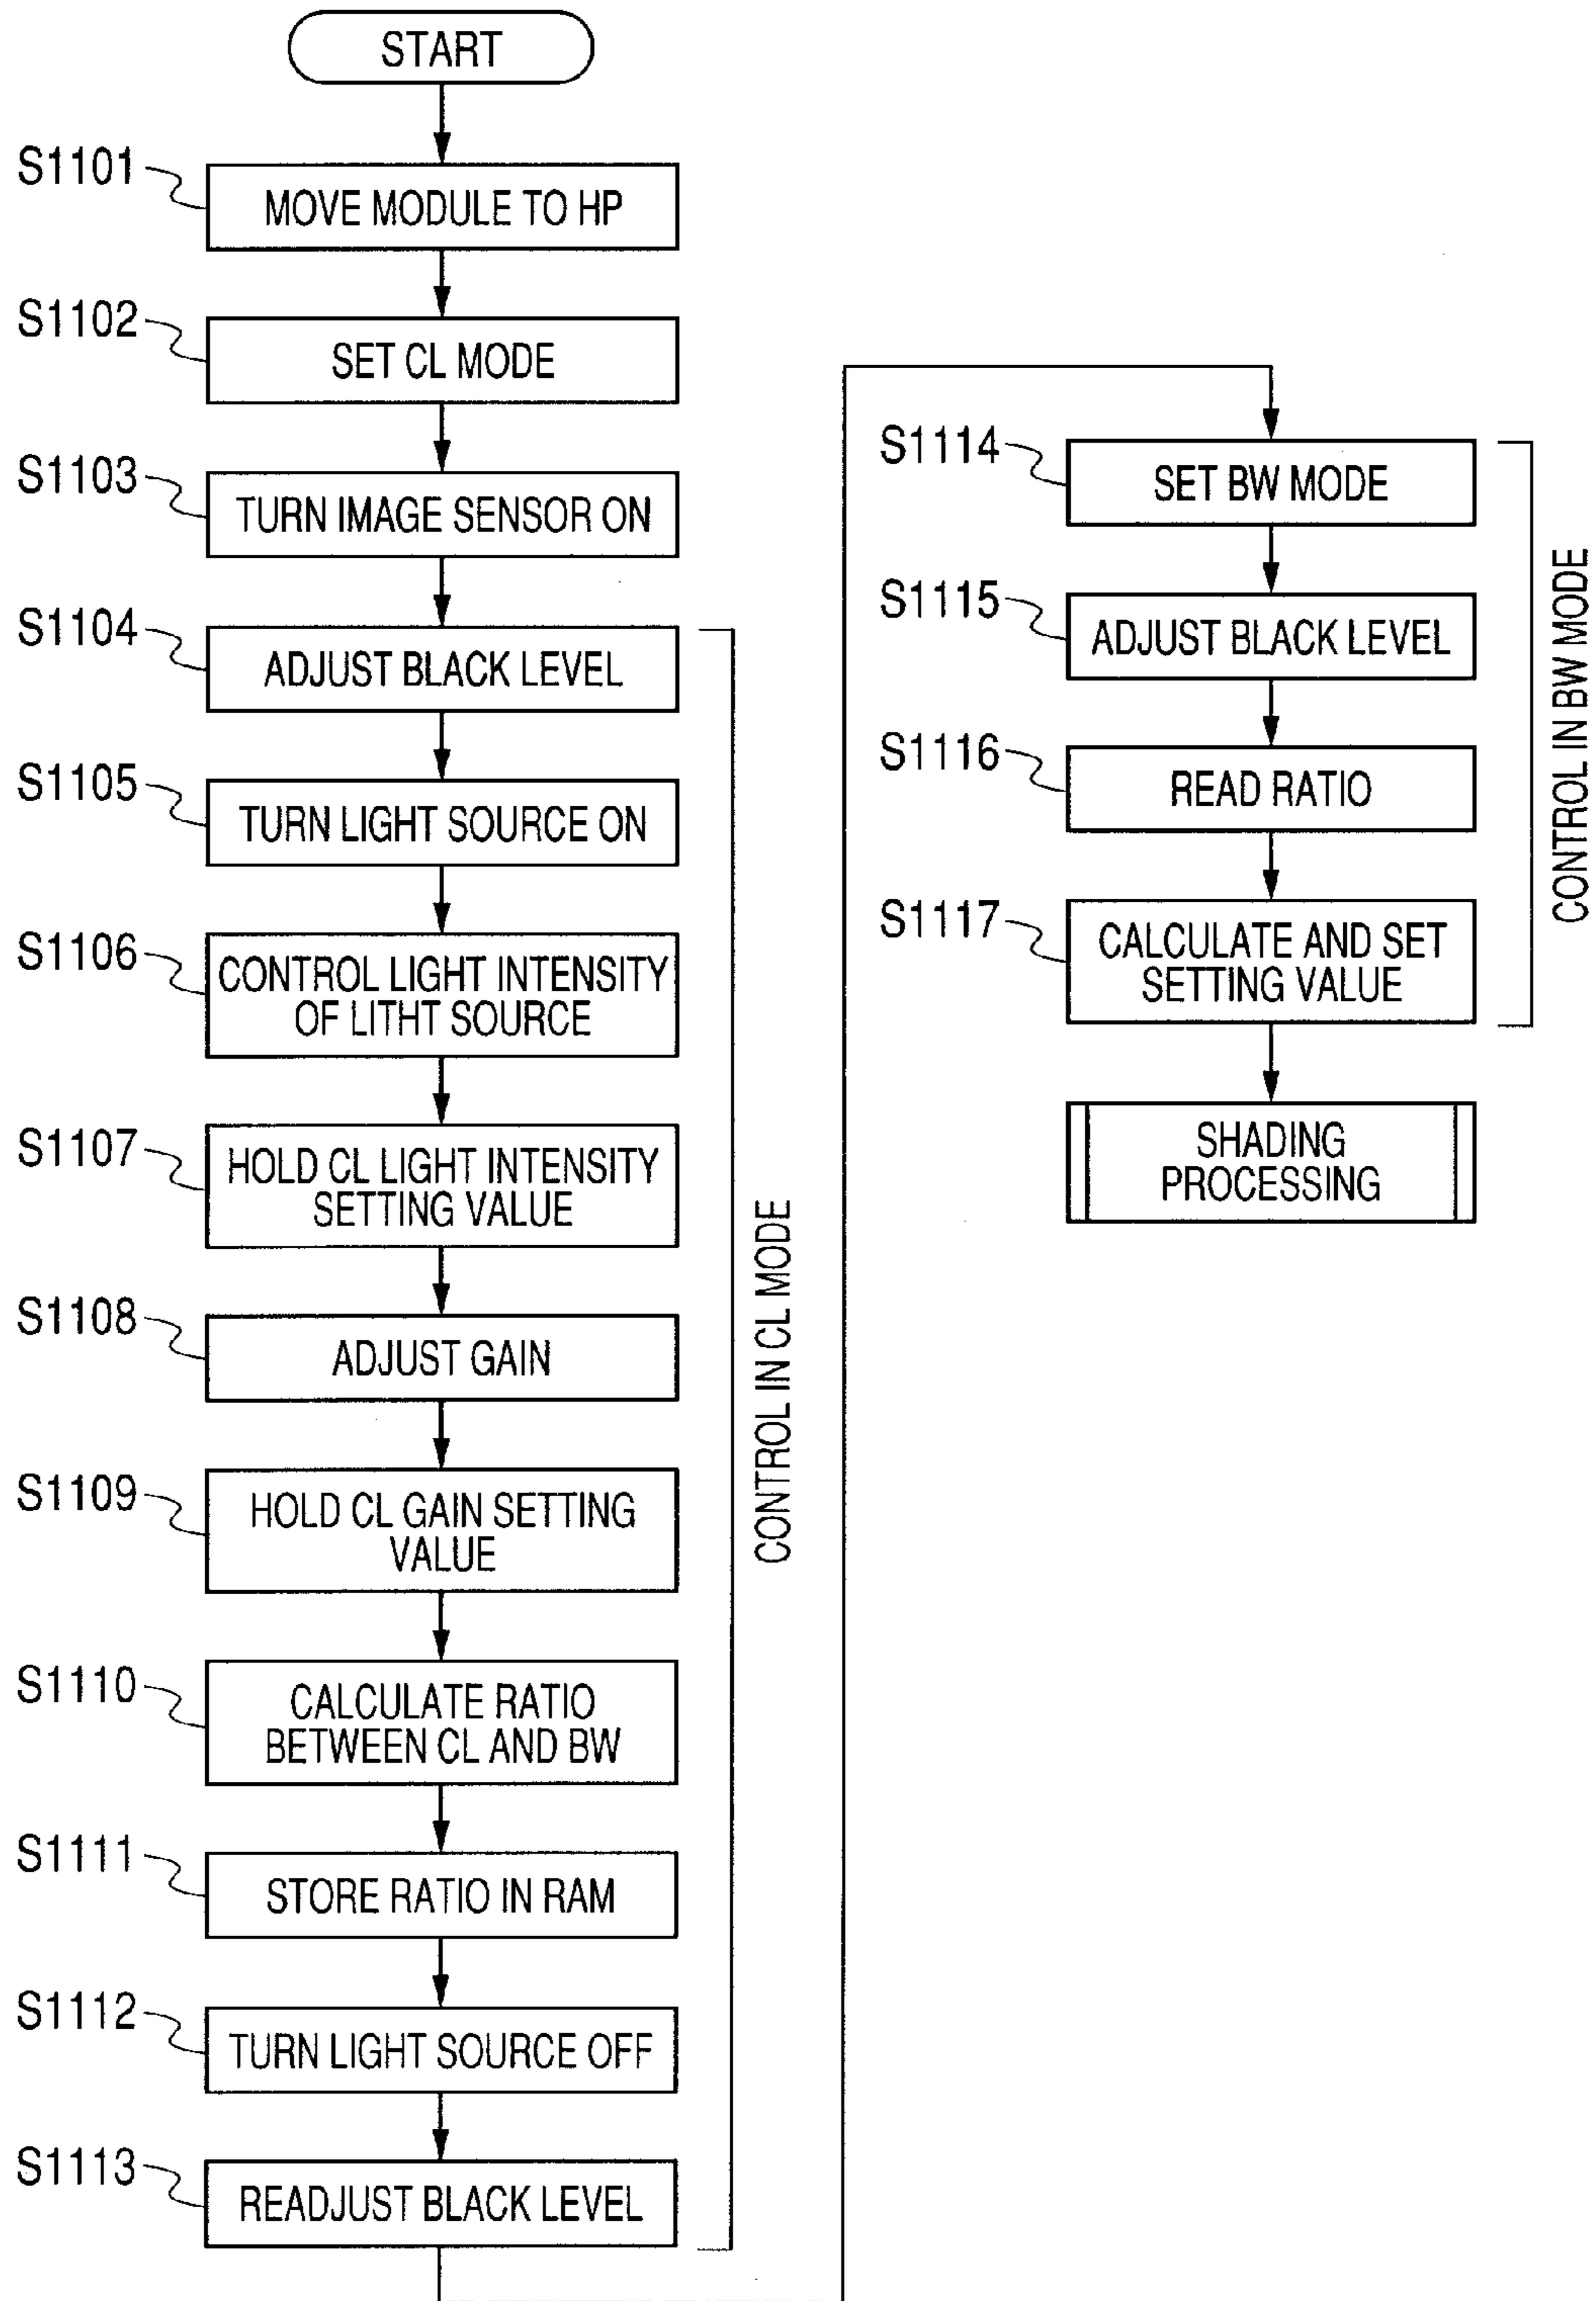 START
S1101
MOVE MODULE TO HP
S1102
SET CL MODE
S1103
TURN IMAGE SENSOR ON
S1104
ADJUST BLACK LEVEL
S1105
TURN LIGHT SOURCE ON
S1106
CONTROL LIGHT INTENSITY
OF LITHT SOURCE
S1107
HOLD CL LIGHT INTENSITY
SETTING VALUE
S1108
ADJUST GAIN
S1109
HOLD CL GAIN SETTING
VALUE
S1110
CALCULATE RATIO
BETWEEN CL AND BW
S1111
STORE RATIO IN RAM
S1112
TURN LIGHT SOURCE OFF
S1113
READJUST BLACK LEVEL
CONTROL IN CL MODE
S1114
SET BW MODE
S1115
ADJUST BLACK LEVEL
S1116
READ RATIO
S1117
CALCULATE AND SET
SETTING VALUE
CONTROL IN BW MODE
SHADING
PROCESSING